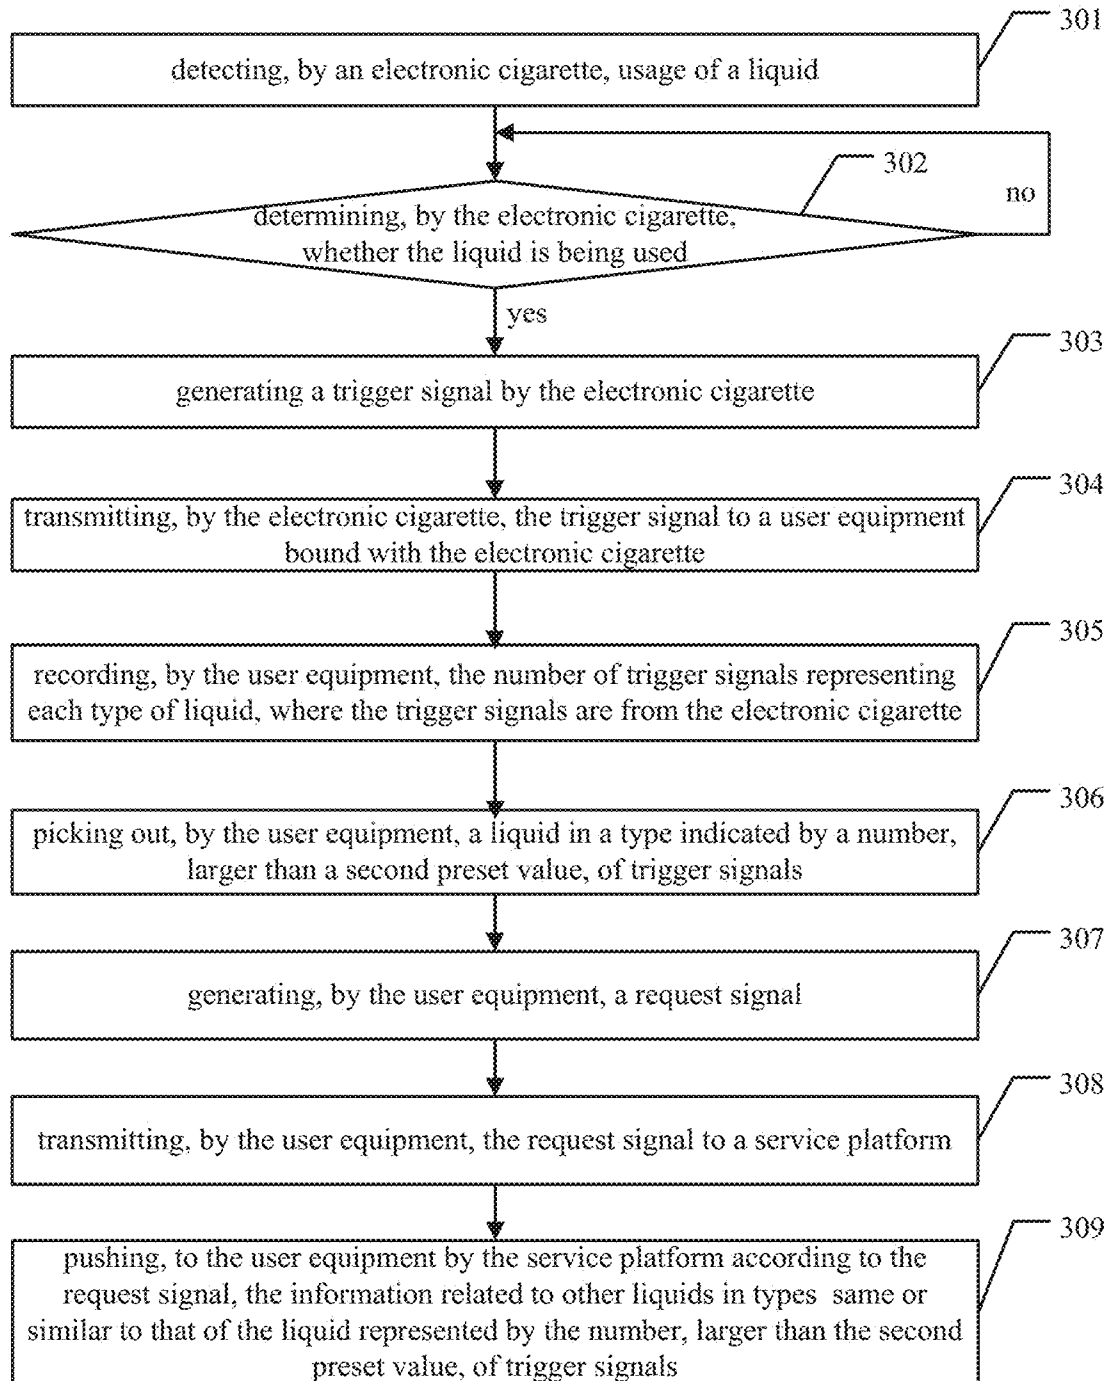 301
detecting, by an electronic cigarette, usage of a liquid
302
no
determining, by the electronic cigarette,
whether the liquid is being used
yes
303
generating a trigger signal by the electronic cigarette
304
transmitting, by the electronic cigarette, the trigger signal to a user equipment
bound with the electronic cigarette
305
recording, by the user equipment, the number of trigger signals representing
each type of liquid, where the trigger signals are from the electronic cigarette
306
picking out, by the user equipment, a liquid in a type indicated by a number,
larger than a second preset value, of trigger signals
307
generating, by the user equipment, a request signal
308
transmitting, by the user equipment, the request signal to a service platform
309
pushing, to the user equipment by the service platform according to the
request signal, the information related to other liquids in types same or
similar to that of the liquid represented by the number, larger than the second
preset value, of trigger signals